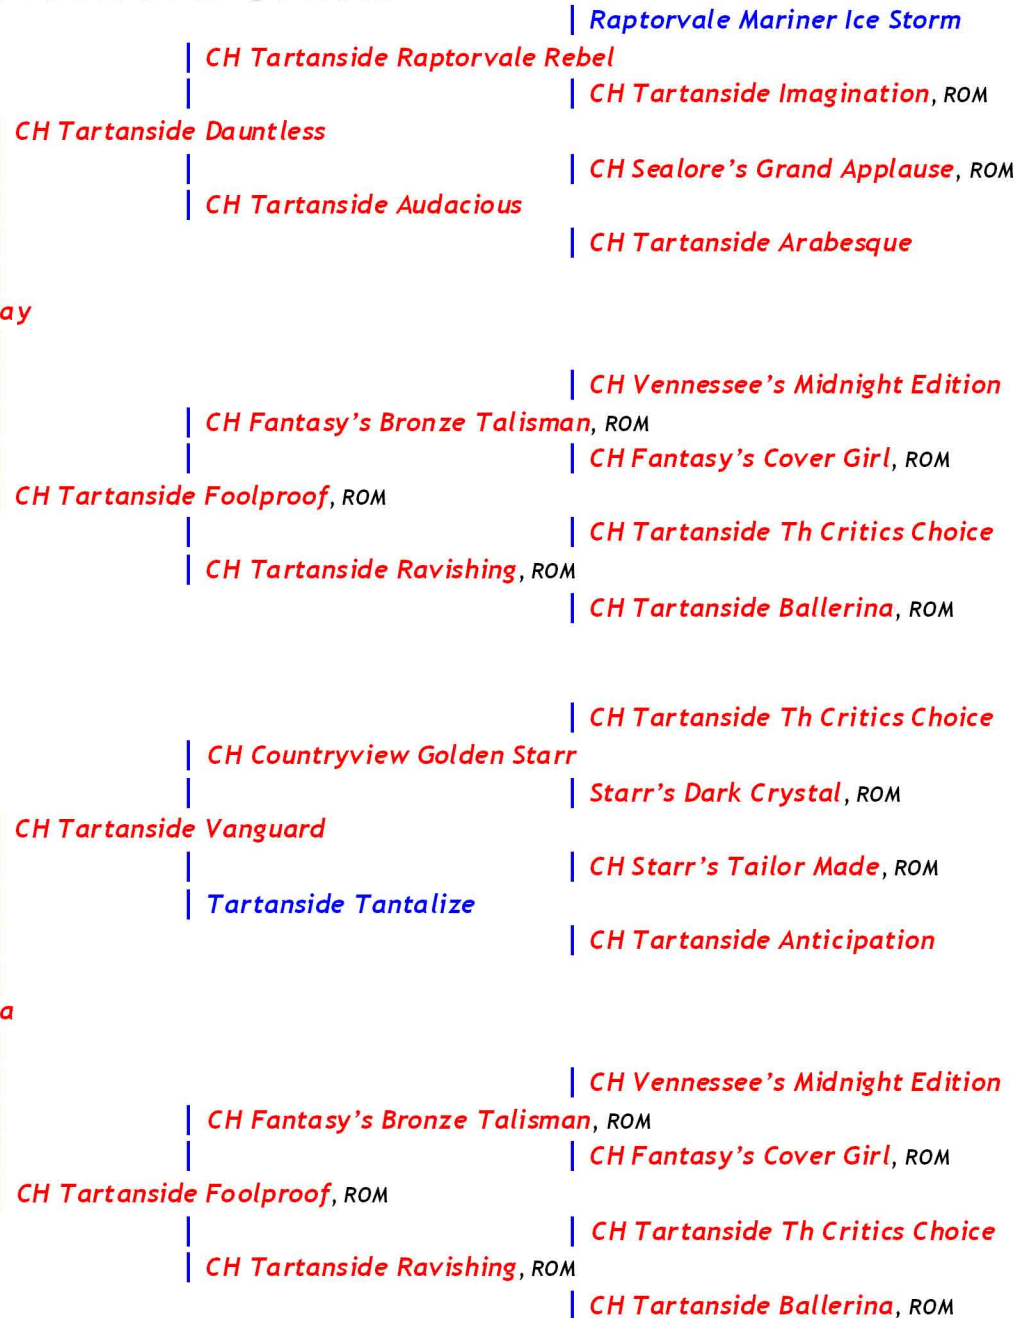 Raptorvale Mariner Ice Storm
CH Tartanside Raptorvale Rebel
CH Tartanside Imagination, ROM
CH Tartanside Dauntless
CH Sealore's Grand Applause, ROM
CH Tartanside Audacious
CH Tartanside Arabesque
ay
CH Vennessee's Midnight Edition
CH Fantasy's Bronze Talisman, ROM
CH Fantasy's Cover Girl, ROM
CH Tartanside Foolproof, ROM
CH Tartanside Th Critics Choice
CH Tartanside Ravishing, ROM
CH Tartanside Ballerina, ROM
CH Tartanside Th Critics Choice
CH Countryview Golden Starr
Starr's Dark Crystal, ROM
CH Tartanside Vanguard
CH Starr's Tailor Made, ROM
Tartanside Tantalize
CH Tartanside Anticipation
a
CH Vennessee's Midnight Edition
CH Fantasy's Bronze Talisman, ROM
CH Fantasy's Cover Girl, ROM
CH Tartanside Foolproof, ROM
CH Tartanside Th Critics Choice
CH Tartanside Ravishing, ROM
CH Tartanside Ballerina, ROM